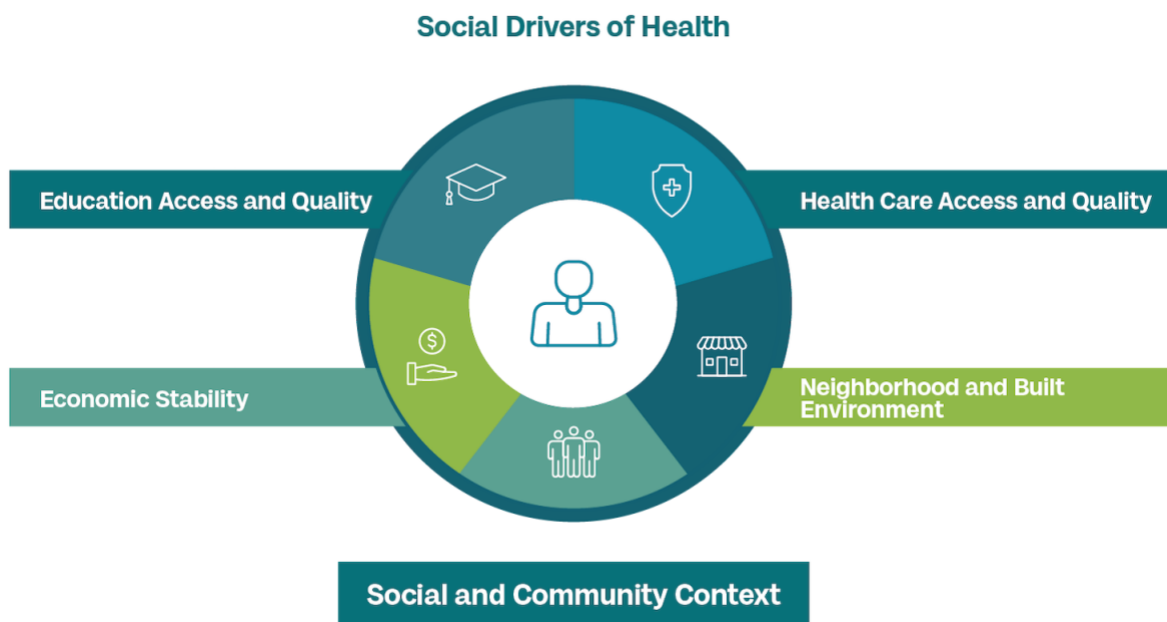 Social Drivers of Health
Education Access and Quality
Health Care Access and Quality
$
Economic Stability
Neighborhood and Built
Environment
Social and Community Context